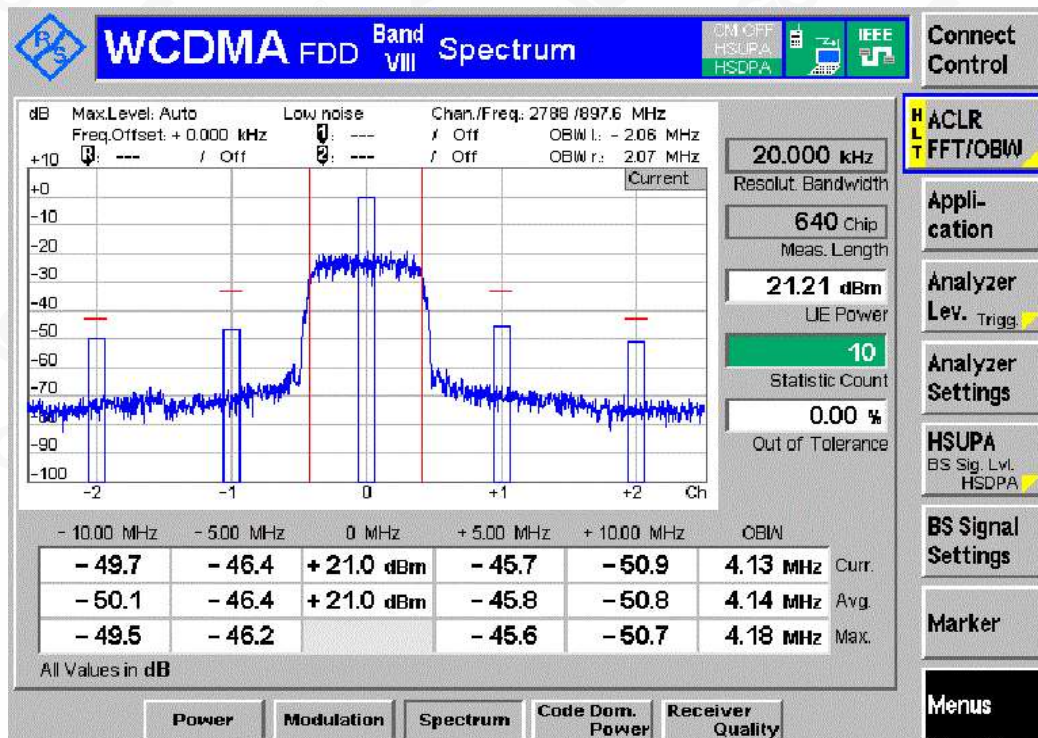 R/S
WCDMA FDD Band VIII Spectrum
CM OFF
HSUPA
HSDPA
IEEE
Connect Control
dB Max.Level: Auto Low noise Chan./Freq.: 2788 /897.6 MHz
Freq.Offset: + 0.000 kHz 1: --- / Off OBW l.: - 2.06 MHz
R: --- / Off 2: --- / Off OBW r.: 2.07 MHz
Current
+10
+0
-10
-20
-30
-40
-50
-60
-70
-80
-90
-100
-2 -1 0 +1 +2 Ch
20.000 kHz
Resolut. Bandwidth
640 Chip
Meas. Length
21.21 dBm
UE Power
10
Statistic Count
0.00 %
Out of Tolerance
- 10.00 MHz - 5.00 MHz 0 MHz + 5.00 MHz + 10.00 MHz OBW
- 49.7 - 46.4 + 21.0 dBm - 45.7 - 50.9 4.13 MHz Curr.
- 50.1 - 46.4 + 21.0 dBm - 45.8 - 50.8 4.14 MHz Avg.
- 49.5 - 46.2 - 45.6 - 50.7 4.18 MHz Max.
All Values in dB
HLT
ACLR
FFT/OBW
Appli-
cation
Analyzer
Lev. Trigg.
Analyzer
Settings
HSUPA
BS Sig. Lvl.
HSDPA
BS Signal
Settings
Marker
Menus
Power
Modulation
Spectrum
Code Dom.
Power
Receiver
Quality